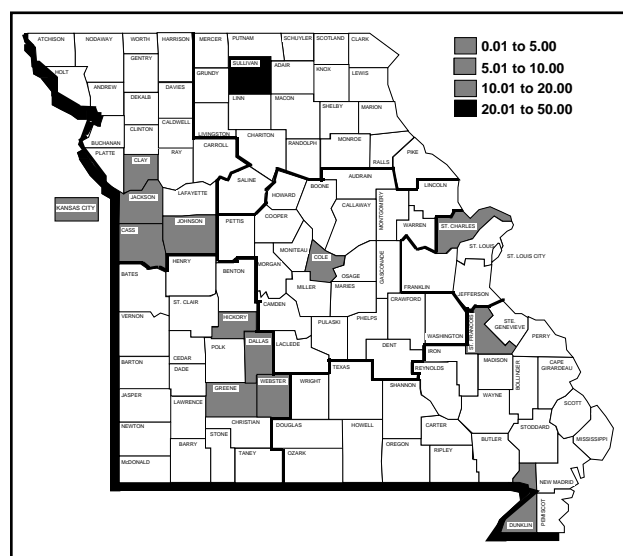 ATCHISON
NODAWAY
WORTH
HARRISON
MERCER
PUTNAM
SCHUYLER
SCOTLAND
CLARK
GENTRY
SULLIVAN
ADAIR
KNOX
LEWIS
HOLT
ANDREW
DEKALB
DAVIES
GRUNDY
LINN
MACON
SHELBY
MARION
CLINTON
CALDWELL
LIVINGSTON
CHARITON
RANDOLPH
MONROE
RALLS
PIKE
BUCHANAN
PLATTE
CLAY
RAY
CARROLL
SALINE
HOWARD
BOONE
AUDRAIN
LINCOLN
JACKSON
LAFAYETTE
COOPER
CALLAWAY
MONTGOMERY
WARREN
ST. CHARLES
KANSAS CITY
CASS
JOHNSON
PETTIS
MONITEAU
COLE
OSAGE
GASCONADE
ST. LOUIS
ST. LOUIS CITY
BATES
HENRY
BENTON
MORGAN
MILLER
MARIES
FRANKLIN
JEFFERSON
ST. CLAIR
CAMDEN
CRAWFORD
WASHINGTON
ST. FRANCOIS
STE.
GENEVIEVE
PERRY
VERNON
HICKORY
PULASKI
PHELPS
CEDAR
POLK
DALLAS
LACLEDE
DENT
IRON
MADISON
BOLLINGER
CAPE
GIRARDEAU
BARTON
DADE
GREENE
WEBSTER
WRIGHT
TEXAS
SHANNON
REYNOLDS
WAYNE
SCOTT
JASPER
LAWRENCE
CHRISTIAN
DOUGLAS
HOWELL
CARTER
BUTLER
STODDARD
MISSISSIPPI
NEWTON
BARRY
STONE
TANEY
OZARK
OREGON
RIPLEY
NEW MADRID
McDONALD
DUNKLIN
PEMISCOT
0.01 to 5.00
5.01 to 10.00
10.01 to 20.00
20.01 to 50.00